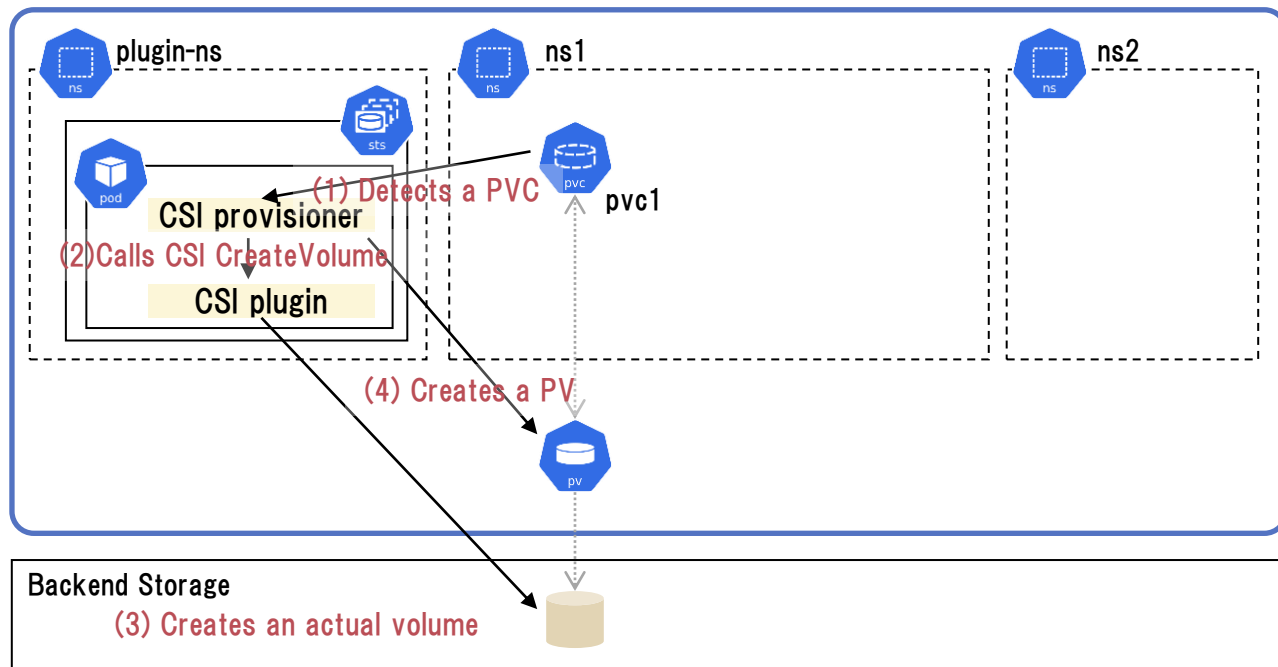 plugin-ns
ns1
ns2
ns
ns
ns
sts
pod
pvc
(1) Detects a PVC
pvc1
CSI provisioner
(2)Calls CSI CreateVolume
CSI plugin
(4) Creates a PV
pv
Backend Storage
(3) Creates an actual volume